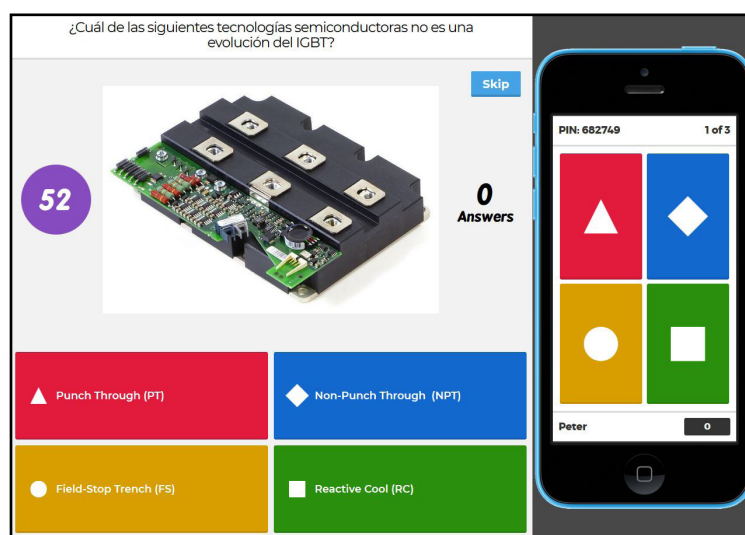 ¿Cuál de las siguientes tecnologías semiconductoras no es una
evolución del IGBT?
Skip
52
0
Answers
Punch Through (PT)
Non-Punch Through (NPT)
Field-Stop Trench (FS)
Reactive Cool (RC)
PIN: 682749
1 of 3
Peter
0